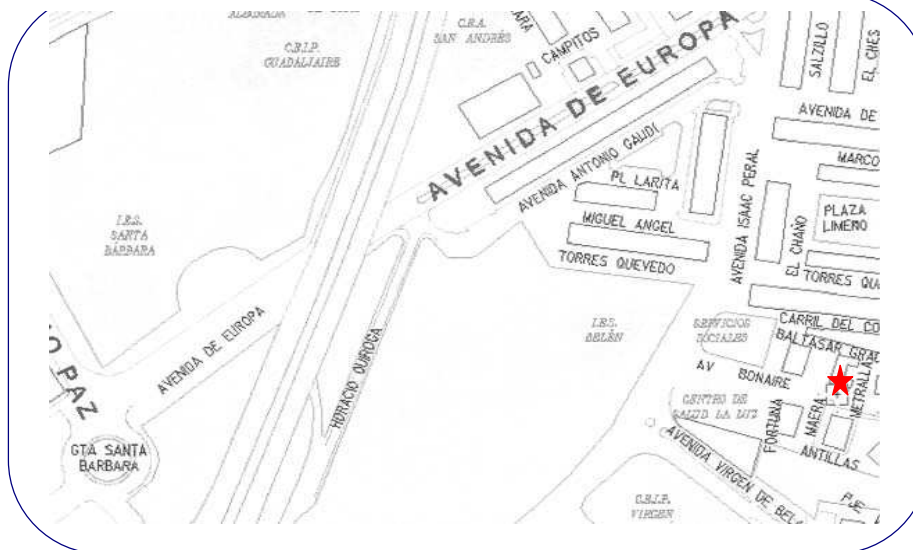 C.E.I.P.
GUADALJAIRE
C.R.A.
SAN ANDRÉS
CAMPITOS
SALZILLO
EL CHES
AVENIDA DE EUROPA
AVENIDA DE
MARCO
AVENIDA ANTONIO GAUDI
PL LARITA
MIGUEL ANGEL
TORRES QUEVEDO
AVENIDA ISAAC PERAL
EL CHAÑO
PLAZA
LIMEÑO
TORRES QU
I.E.S.
SANTA
BÁRBARA
CARRIL DEL CO
BALTASAR GRAC
I.E.S.
BELÉN
SERVICIOS
SOCIALES
AVENIDA DE EUROPA
HORACIO QUIROGA
O PAZ
AV BONAIRE
METRALLA
CENTRO DE
SALUD LA LUZ
FORTUNA
MAERA
ANTILLAS
GTA SANTA
BARBARA
AVENIDA VIRGEN DE BEL
C.E.I.P.
VIRGEN